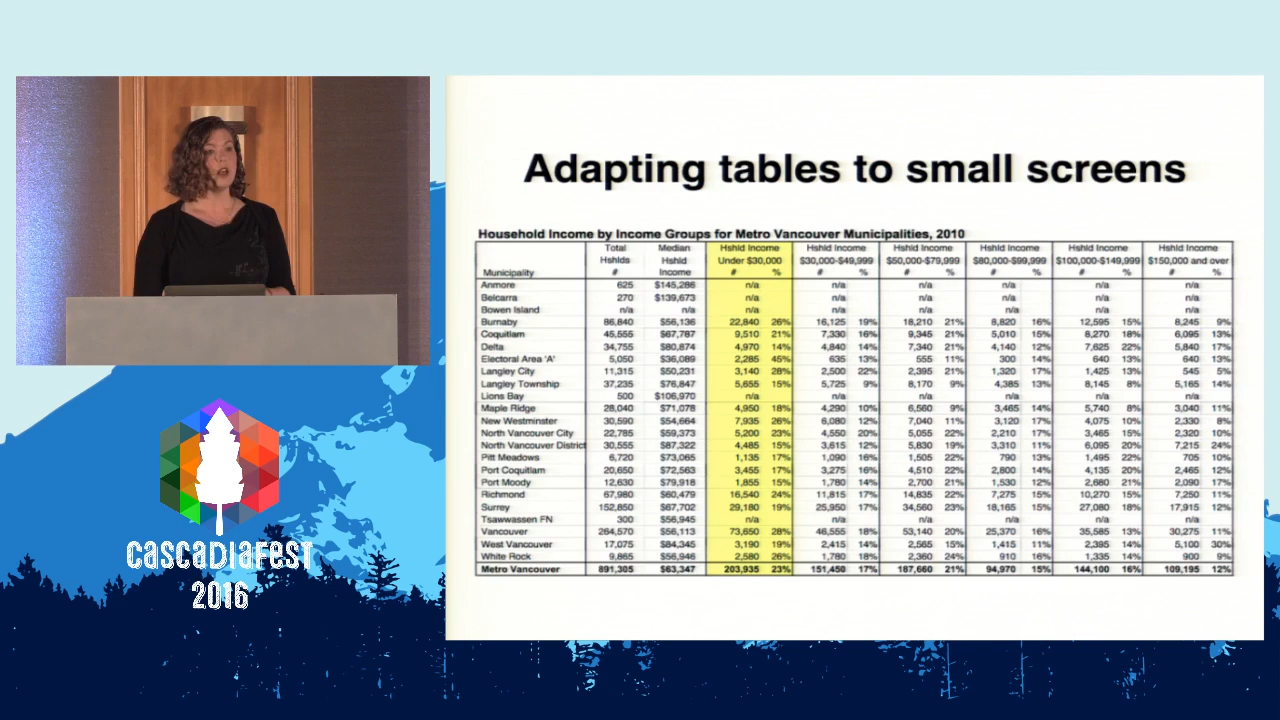 Adapting tables to small screens
Household Income by Income Groups for Metro Vancouver Municipalities, 2010
Total Median Hshld Income Hshld Income Hshld Income Hshld Income Hshld Income Hshld Income
Hshlds Hshld Under $30,000 $30,000-$49,999 $50,000-$79,999 $80,000-$99,999 $100,000-$149,999 $150,000 and over
Municipality # Income # % # % # % # % # % # %
Anmore 625 $145,286 n/a n/a n/a n/a n/a n/a
Belcarra 270 $139,673 n/a n/a n/a n/a n/a n/a
Bowen Island n/a n/a n/a n/a n/a n/a n/a n/a
Burnaby 86,840 $56,136 22,840 26% 16,125 19% 18,210 21% 8,820 16% 12,595 15% 8,245 9%
Coquitlam 45,555 $67,787 9,510 21% 7,330 16% 9,345 21% 5,010 15% 8,270 18% 6,095 13%
Delta 34,755 $80,874 4,970 14% 4,840 14% 7,340 21% 4,140 12% 7,625 22% 5,840 17%
Electoral Area 'A' 5,050 $36,089 2,285 45% 635 13% 555 11% 300 14% 640 13% 640 13%
Langley City 11,315 $50,231 3,140 28% 2,500 22% 2,395 21% 1,320 17% 1,425 13% 545 5%
Langley Township 37,235 $76,847 5,655 15% 5,725 9% 8,170 9% 4,385 13% 8,145 8% 5,165 14%
Lions Bay 500 $106,970 n/a n/a n/a n/a n/a n/a
Maple Ridge 28,040 $71,078 4,950 18% 4,290 10% 6,560 9% 3,465 14% 5,740 8% 3,040 11%
New Westminster 30,590 $54,664 7,935 26% 6,080 12% 7,040 11% 3,120 17% 4,075 10% 2,330 8%
North Vancouver City 22,785 $59,373 5,200 23% 4,550 20% 5,055 22% 2,210 17% 3,465 15% 2,320 10%
North Vancouver District 30,555 $87,322 4,485 15% 3,615 12% 5,830 19% 3,310 11% 6,095 20% 7,215 24%
Pitt Meadows 6,720 $73,065 1,135 17% 1,090 16% 1,505 22% 790 13% 1,495 22% 705 10%
Port Coquitlam 20,650 $72,563 3,455 17% 3,275 16% 4,510 22% 2,800 14% 4,135 20% 2,465 12%
Port Moody 12,630 $79,918 1,855 15% 1,780 14% 2,700 21% 1,530 12% 2,680 21% 2,090 17%
Richmond 67,980 $60,479 16,540 24% 11,815 17% 14,835 22% 7,275 15% 10,270 15% 7,250 11%
Surrey 152,850 $67,702 29,180 19% 25,950 17% 34,560 23% 18,165 15% 27,080 18% 17,915 12%
Tsawwassen FN 300 $56,945 n/a n/a n/a n/a n/a n/a
Vancouver 264,570 $56,113 73,650 28% 46,555 18% 53,140 20% 25,370 16% 35,585 13% 30,275 11%
West Vancouver 17,075 $84,345 3,190 19% 2,415 14% 2,565 15% 1,415 11% 2,395 14% 5,100 30%
White Rock 9,865 $56,946 2,580 26% 1,780 18% 2,360 24% 910 16% 1,335 14% 900 9%
Metro Vancouver 891,305 $63,347 203,935 23% 151,450 17% 187,660 21% 94,970 15% 144,100 16% 109,195 12%
CASCADIAFEST
2016